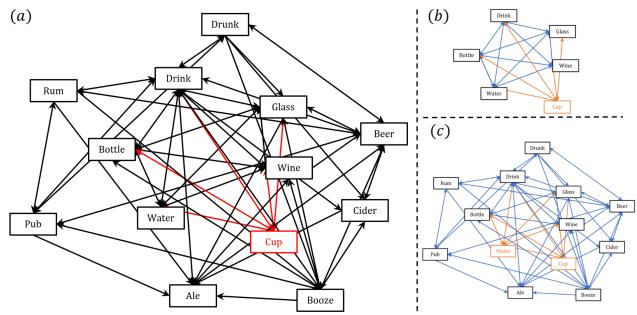 (a)
Drunk
Drink
Rum
Glass
Beer
Bottle
Wine
Pub
Water
Cider
Cup
Ale
Booze
(b)
Drink
Glass
Bottle
Wine
Water
Cup
(c)
Drunk
Drink
Rum
Glass
Beer
Bottle
Wine
Water
Cider
Pub
Cup
Ale
Booze